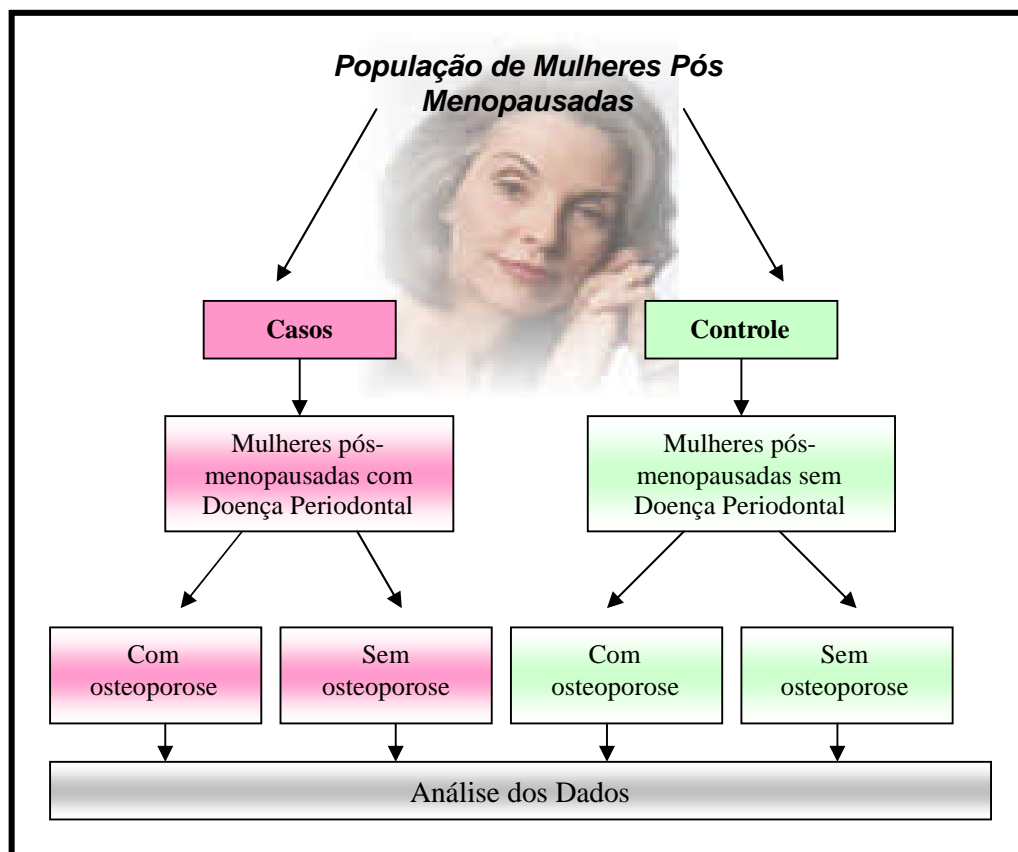 População de Mulheres Pós
Menopausadas
Casos
Controle
Mulheres pós-
menopausadas com
Doença Periodontal
Mulheres pós-
menopausadas sem
Doença Periodontal
Com
osteoporose
Sem
osteoporose
Com
osteoporose
Sem
osteoporose
Análise dos Dados